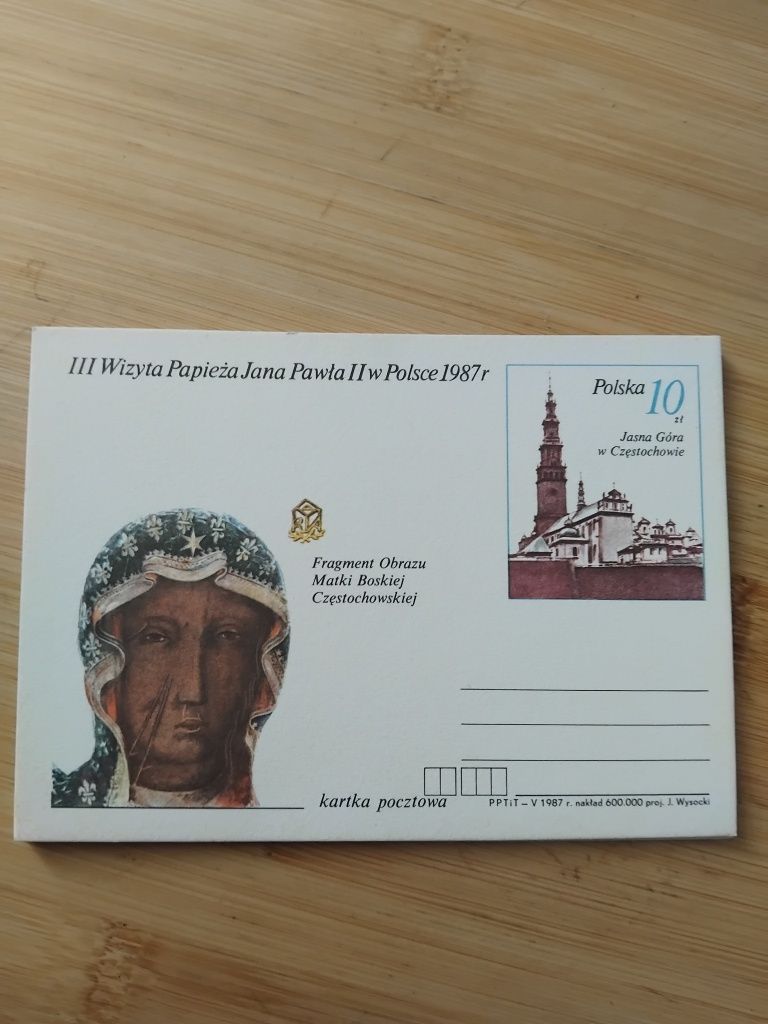 III Wizyta Papieża Jana Pawła II w Polsce 1987 r
Polska 10
zł
Jasna Góra
w Częstochowie
Fragment Obrazu
Matki Boskiej
Częstochowskiej
kartka pocztowa
PPTiT – V 1987 r. nakład 600.000 proj. J. Wysocki